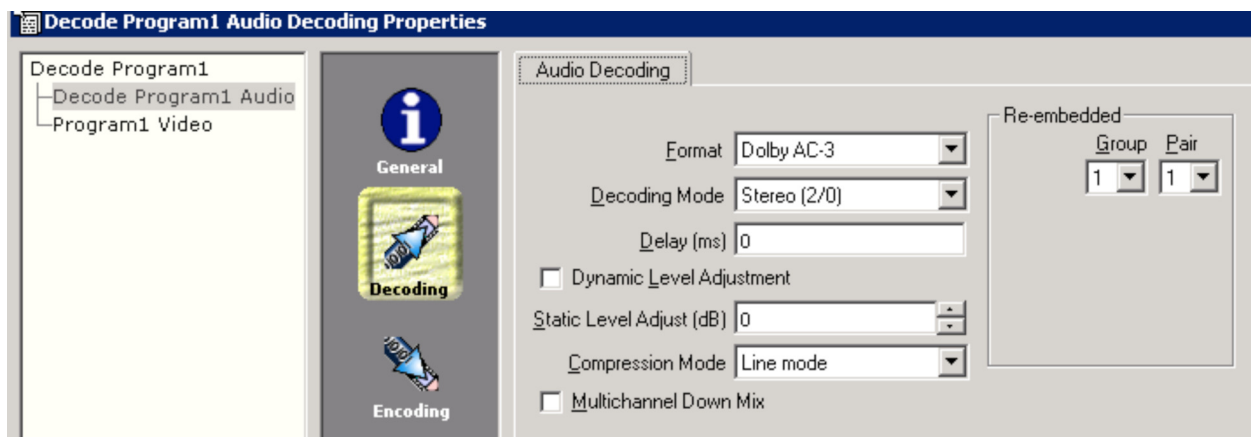 Decode Program1 Audio Decoding Properties
Decode Program1
Decode Program1 Audio
Program1 Video
General
Decoding
Encoding
Audio Decoding
Format Dolby AC-3
Decoding Mode Stereo (2/0)
Delay (ms) 0
Dynamic Level Adjustment
Static Level Adjust (dB) 0
Compression Mode Line mode
Multichannel Down Mix
Re-embedded
Group Pair
1 1